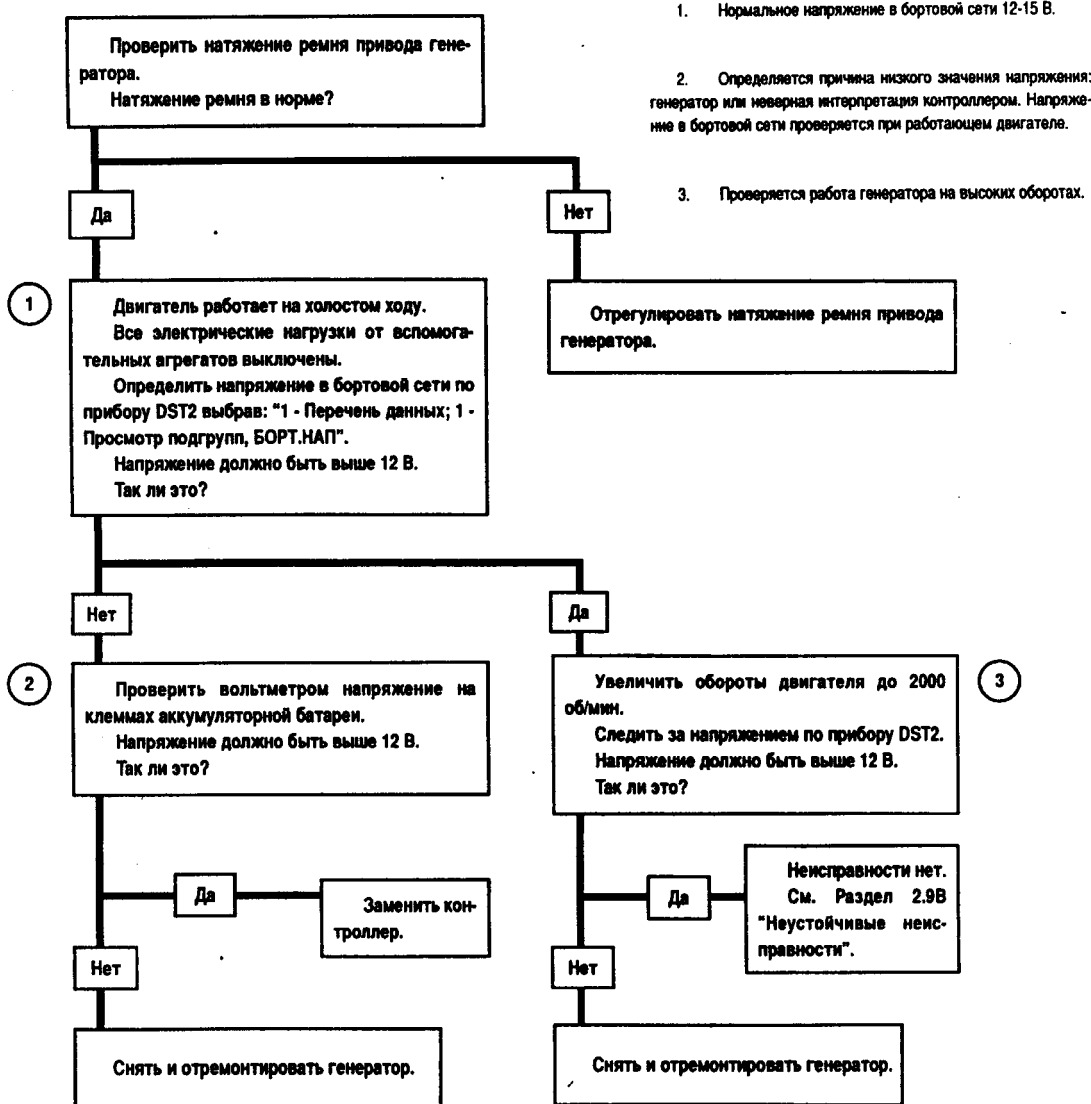 1. Нормальное напряжение в бортовой сети 12-15 В.
2. Определяется причина низкого значения напряжения:
генератор или неверная интерпретация контроллером. Напряже-
ние в бортовой сети проверяется при работающем двигателе.
3. Проверяется работа генератора на высоких оборотах.
Проверить натяжение ремня привода гене-
ратора.
Натяжение ремня в норме?
Да
Нет
1
Двигатель работает на холостом ходу.
Все электрические нагрузки от вспомога-
тельных агрегатов выключены.
Определить напряжение в бортовой сети по
прибору DST2 выбрав: "1 - Перечень данных; 1 -
Просмотр подгрупп, БОРТ.НАП".
Напряжение должно быть выше 12 В.
Так ли это?
Отрегулировать натяжение ремня привода
генератора.
Нет
Да
2
Проверить вольтметром напряжение на
клеммах аккумуляторной батареи.
Напряжение должно быть выше 12 В.
Так ли это?
Увеличить обороты двигателя до 2000
об/мин.
Следить за напряжением по прибору DST2.
Напряжение должно быть выше 12 В.
Так ли это?
3
Да
Заменить кон-
троллер.
Да
Неисправности нет.
См. Раздел 2.9В
"Неустойчивые неис-
правности".
Нет
Нет
Снять и отремонтировать генератор.
Снять и отремонтировать генератор.